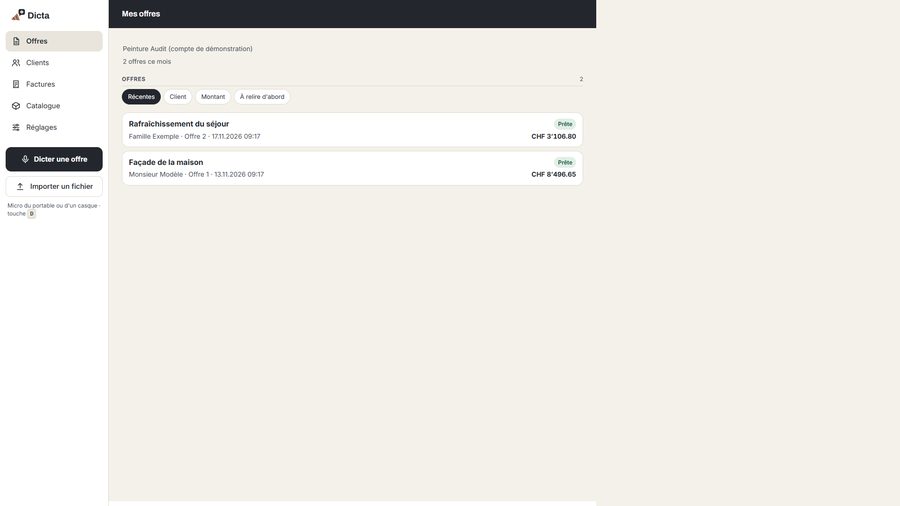 Dicta
Offres
Clients
Factures
Catalogue
Réglages
Dicter une offre
Importer un fichier
Micro du portable ou d'un casque ·
touche D
Mes offres
Peinture Audit (compte de démonstration)
2 offres ce mois
OFFRES 2
Récentes Client Montant À relire d'abord
Rafraîchissement du séjour Prête
Famille Exemple · Offre 2 · 17.11.2026 09:17 CHF 3'106.80
Façade de la maison Prête
Monsieur Modèle · Offre 1 · 13.11.2026 09:17 CHF 8'496.65